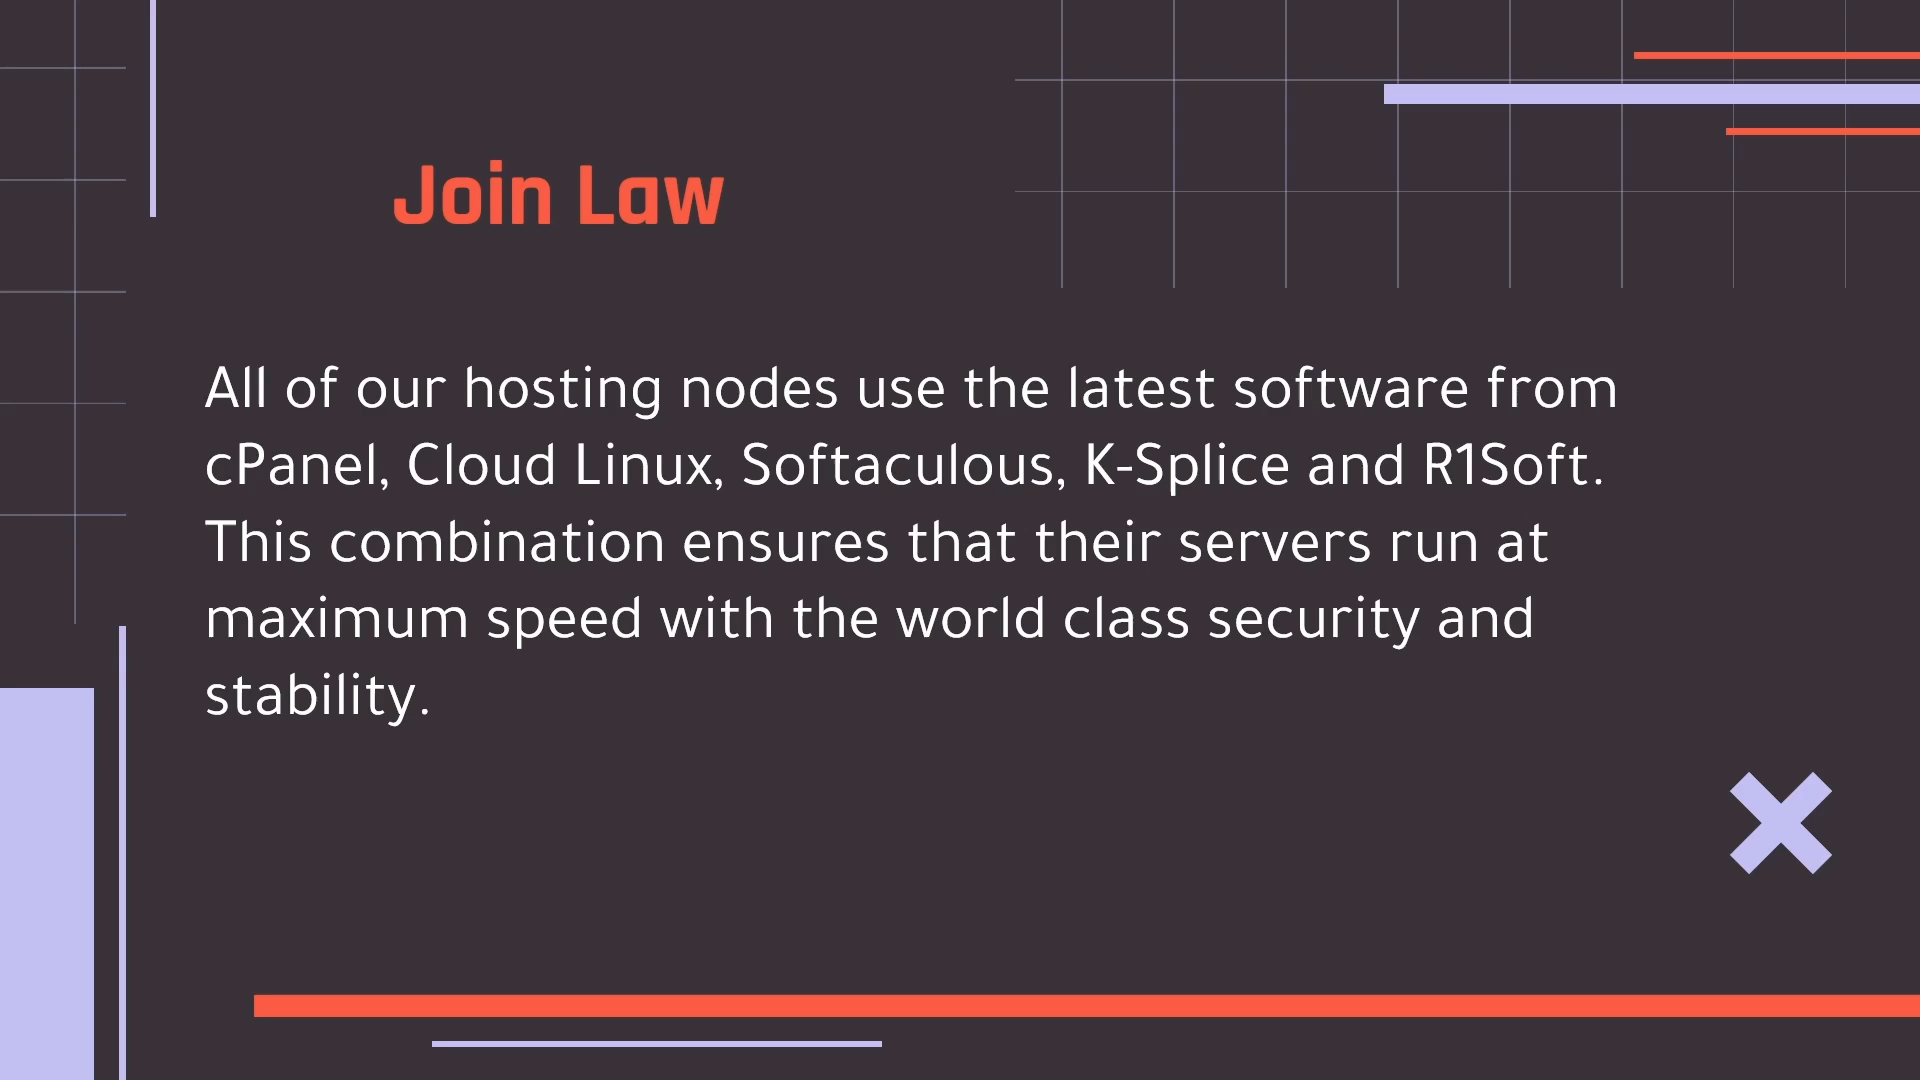 Join Law
All of our hosting nodes use the latest software from
cPanel, Cloud Linux, Softaculous, K-Splice and R1Soft.
This combination ensures that their servers run at
maximum speed with the world class security and
stability.